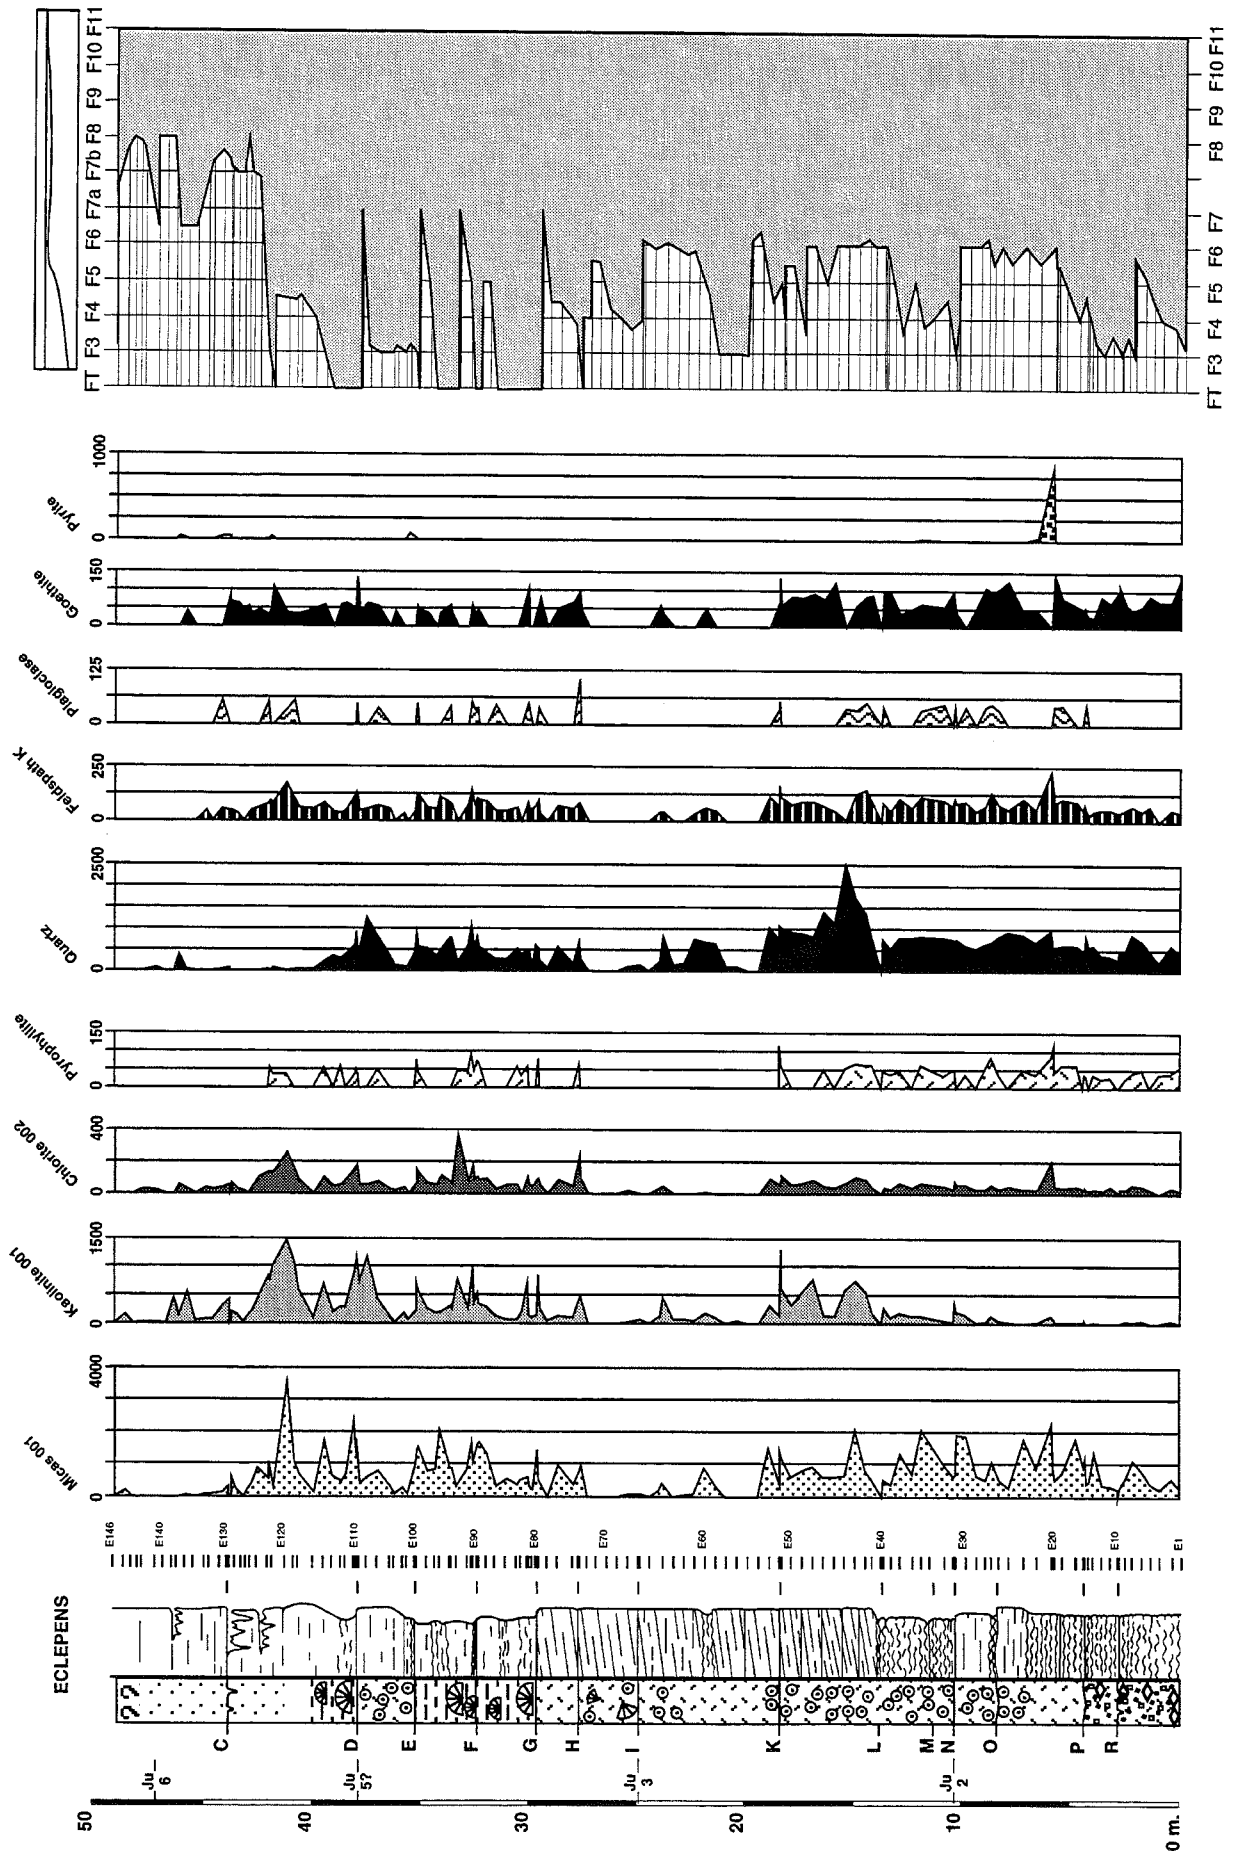 ECLEPENS
50
40
30
20
10
0 m.
Ju 6
Ju 5?
Ju 3
Ju 2
C
D
E
F
G
H
I
K
L
M
N
O
P
R
E146
E140
E130
E120
E110
E100
E90
E80
E70
E60
E50
E40
E30
E20
E10
E1
??
Micas 001
0
4000
Kaolinite 001
0
1500
Chlorite 002
0
400
Pyrophyllite
0
150
Quartz
0
2500
Feldspath K
0
250
Plagioclase
0
125
Goethite
0
150
Pyrite
0
1000
FT F3 F4 F5 F6 F7a F7b F8 F9 F10 F11
FT F3 F4 F5 F6 F7 F8 F9 F10 F11